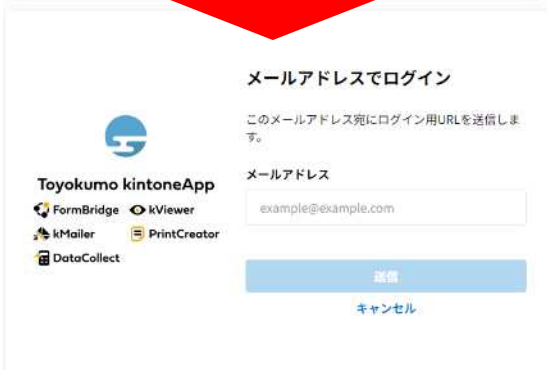 メールアドレスでログイン
このメールアドレス宛にログイン用URLを送信しま
す。
Toyokumo kintoneApp
FormBridge kViewer
kMailer PrintCreator
DataCollect
メールアドレス
example@example.com
送信
キャンセル